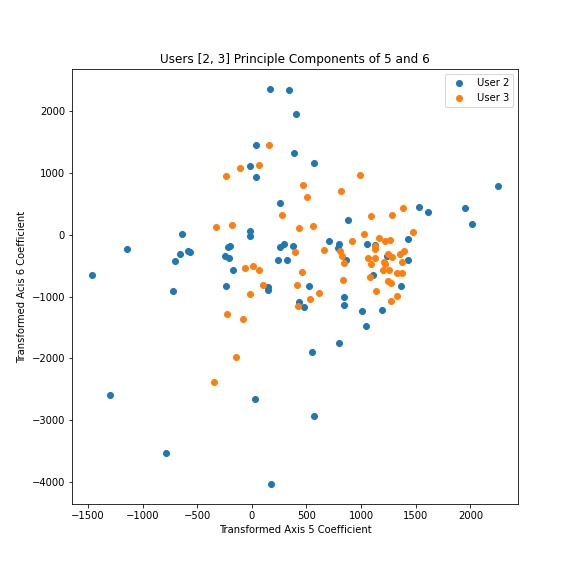 Users [2, 3] Principle Components of 5 and 6
User 2
User 3
Transformed Acis 6 Coefficient
2000
1000
0
−1000
−2000
−3000
−4000
−1500 −1000 −500 0 500 1000 1500 2000
Transformed Axis 5 Coefficient